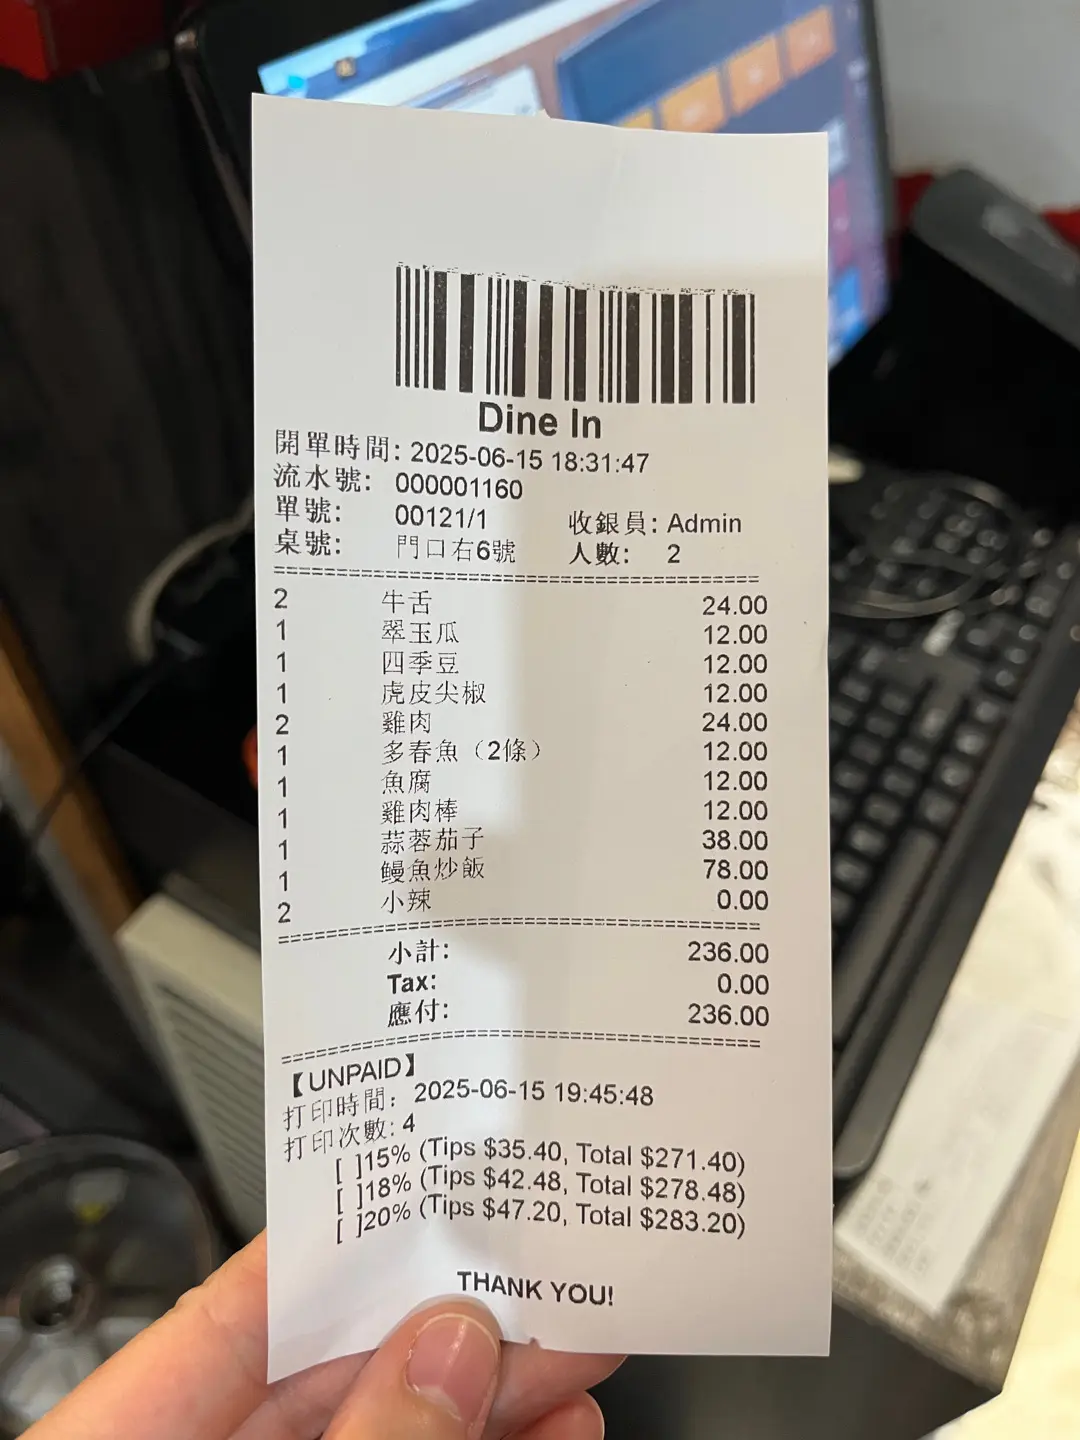 Dine In
開單時間: 2025-06-15 18:31:47
流水號: 000001160
單號: 00121/1 收銀員: Admin
桌號: 門口右6號 人數: 2
2 牛舌 24.00
1 翠玉瓜 12.00
1 四季豆 12.00
1 虎皮尖椒 12.00
2 雞肉 24.00
1 多春魚（2條） 12.00
1 魚腐 12.00
1 雞肉棒 12.00
1 蒜蓉茄子 38.00
1 鰻魚炒飯 78.00
2 小辣 0.00
小計: 236.00
Tax: 0.00
應付: 236.00
【UNPAID】
打印時間: 2025-06-15 19:45:48
打印次數: 4
[ ]15% (Tips $35.40, Total $271.40)
[ ]18% (Tips $42.48, Total $278.48)
[ ]20% (Tips $47.20, Total $283.20)
THANK YOU!